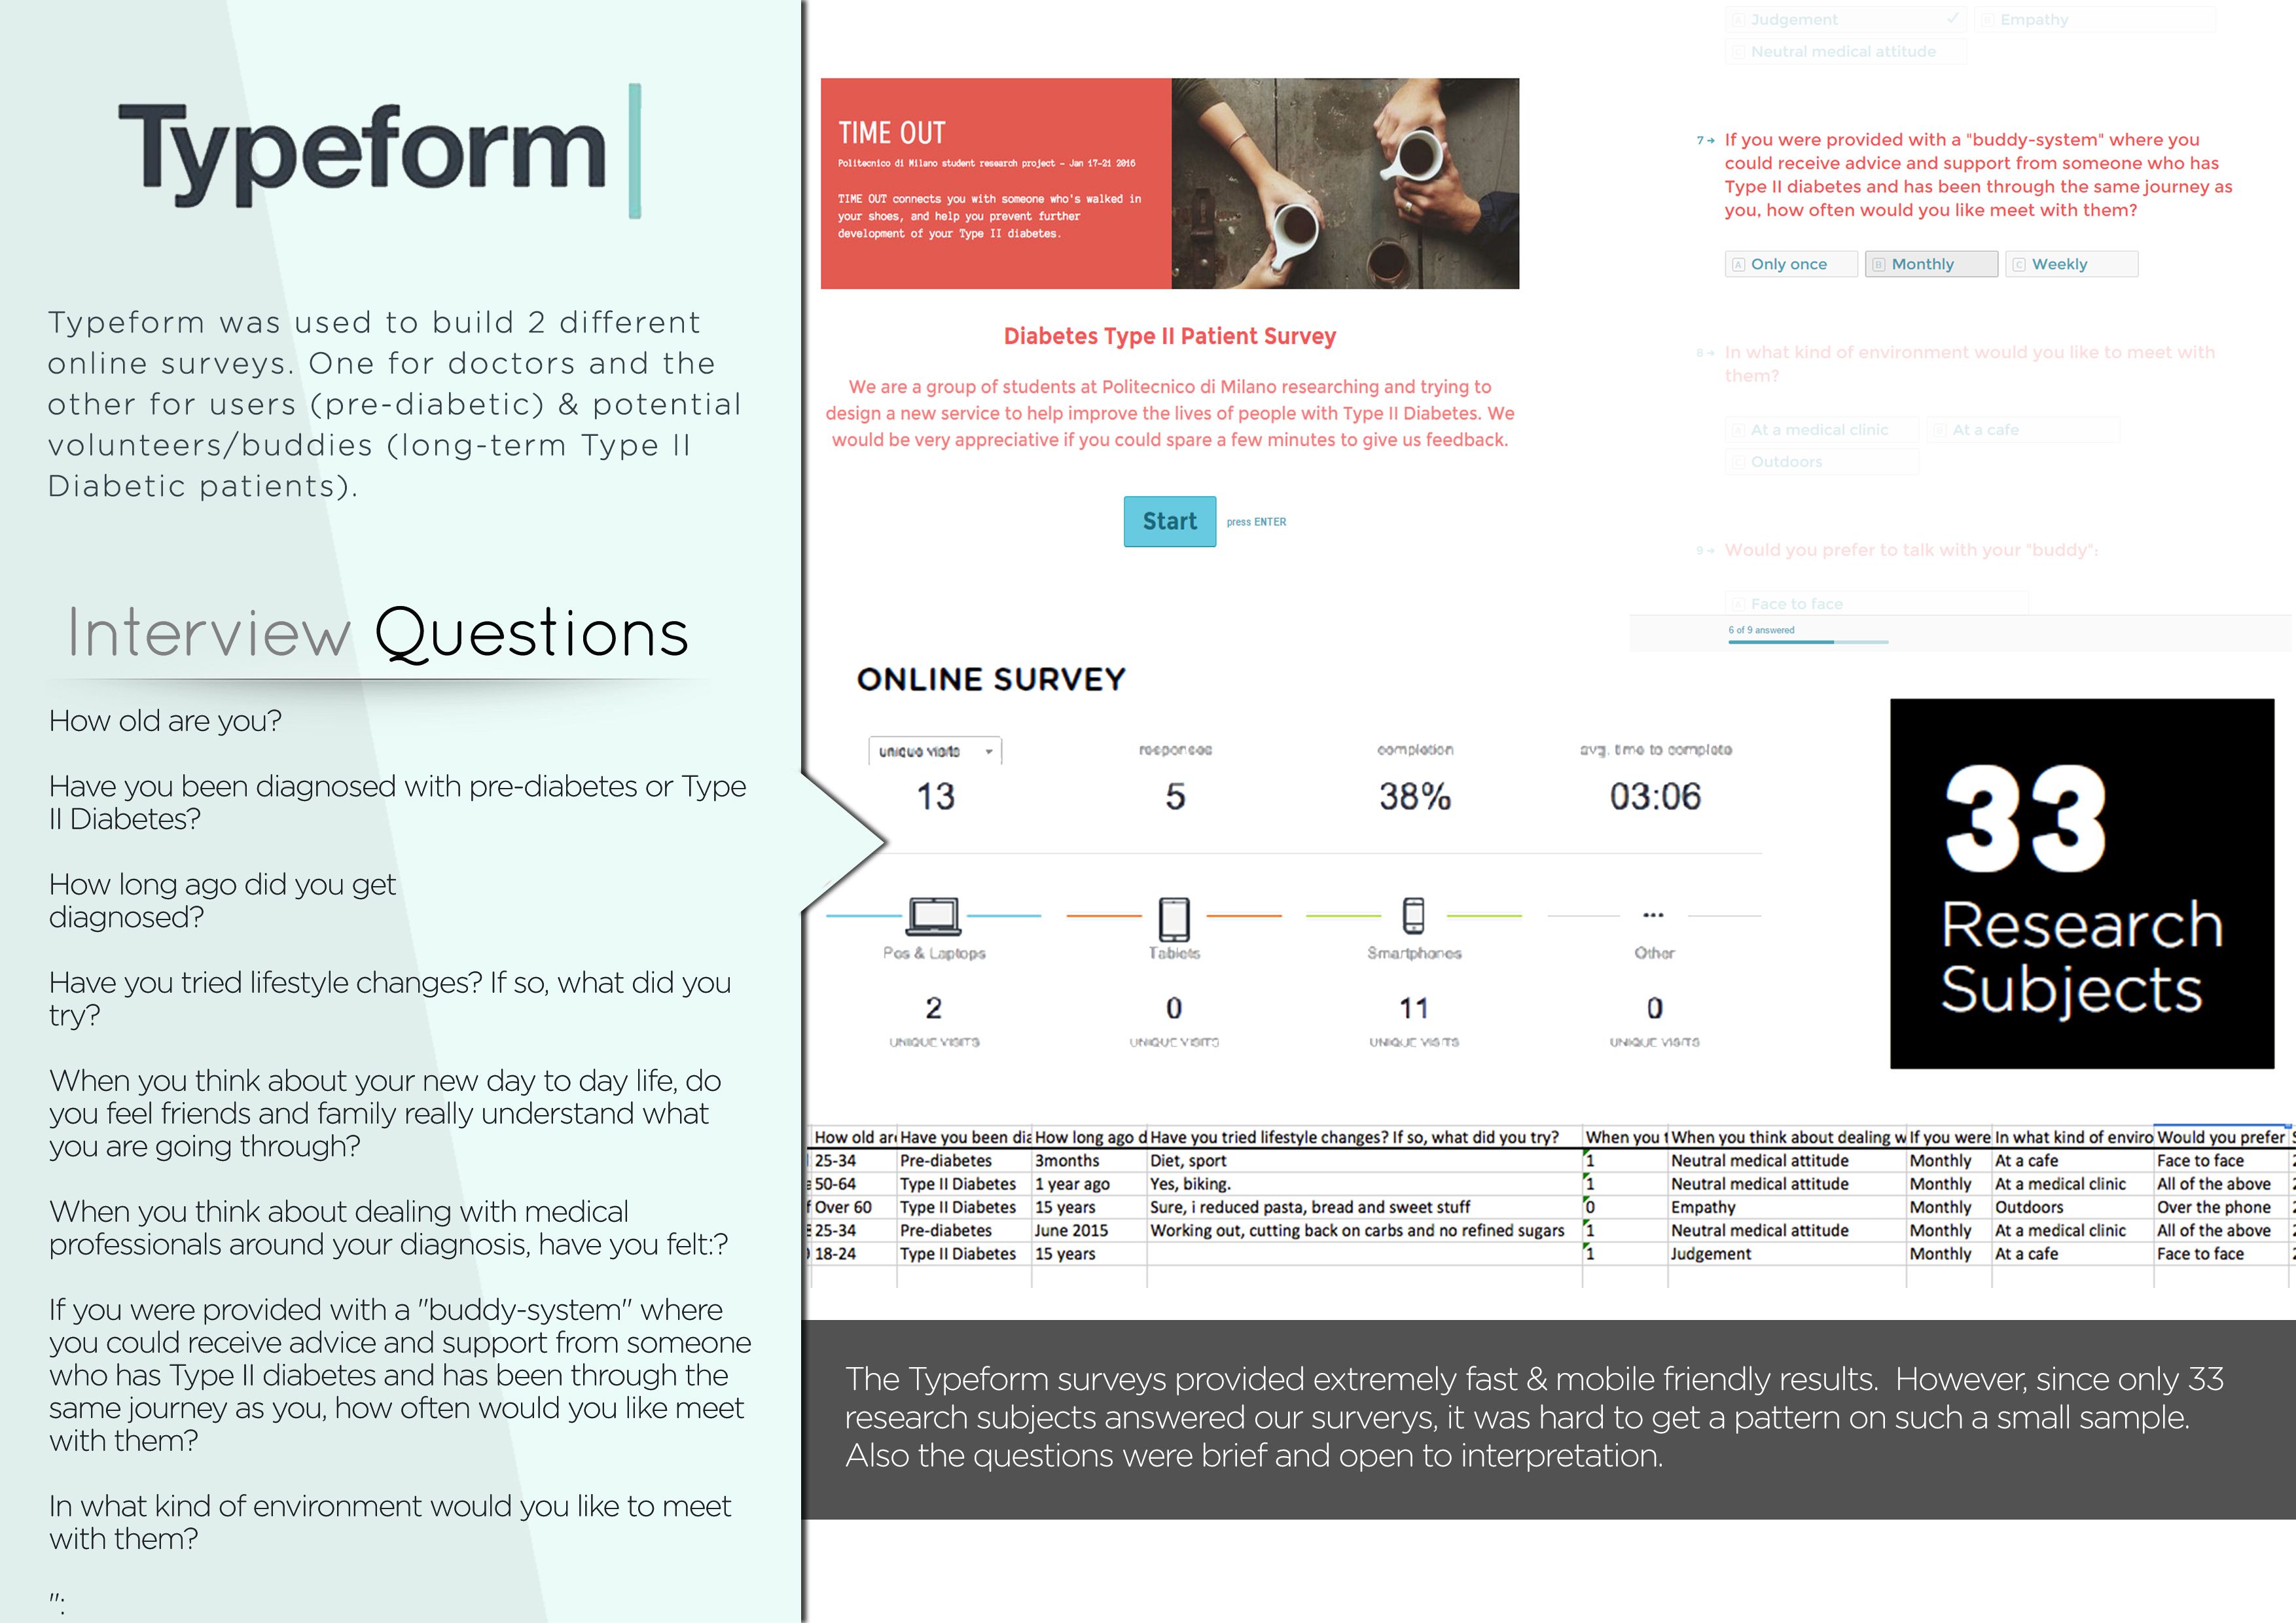 Typeform
Typeform was used to build 2 different
online surveys. One for doctors and the
other for users (pre-diabetic) & potential
volunteers/buddies (long-term Type II
Diabetic patients).
Interview Questions
How old are you?
Have you been diagnosed with pre-diabetes or Type
II Diabetes?
How long ago did you get
diagnosed?
Have you tried lifestyle changes? If so, what did you
try?
When you think about your new day to day life, do
you feel friends and family really understand what
you are going through?
When you think about dealing with medical
professionals around your diagnosis, have you felt:?
If you were provided with a "buddy-system" where
you could receive advice and support from someone
who has Type II diabetes and has been through the
same journey as you, how often would you like meet
with them?
In what kind of environment would you like to meet
with them?
":
TIME OUT
Politecnico di Milano student research project - Jan 17-21 2016
TIME OUT connects you with someone who's walked in
your shoes, and help you prevent further
development of your Type II diabetes.
Diabetes Type II Patient Survey
We are a group of students at Politecnico di Milano researching and trying to
design a new service to help improve the lives of people with Type II Diabetes. We
would be very appreciative if you could spare a few minutes to give us feedback.
Start press ENTER
A Judgement B Empathy
C Neutral medical attitude
7 If you were provided with a "buddy-system" where you
could receive advice and support from someone who has
Type II diabetes and has been through the same journey as
you, how often would you like meet with them?
A Only once B Monthly C Weekly
8 In what kind of environment would you like to meet with
them?
A At a medical clinic B At a cafe
C Outdoors
9 Would you prefer to talk with your "buddy":
A Face to face
6 of 9 answered
ONLINE SURVEY
unique visits responses completion avg. time to complete
13 5 38% 03:06
Pcs & Laptops Tablets Smartphones Other
2 0 11 0
UNIQUE VISITS UNIQUE VISITS UNIQUE VISITS UNIQUE VISITS
33
Research
Subjects
How old are Have you been dia How long ago d Have you tried lifestyle changes? If so, what did you try? When you t When you think about dealing w If you were In what kind of enviro Would you prefer
25-34 Pre-diabetes 3months Diet, sport 1 Neutral medical attitude Monthly At a cafe Face to face
50-64 Type II Diabetes 1 year ago Yes, biking. 1 Neutral medical attitude Monthly At a medical clinic All of the above
Over 60 Type II Diabetes 15 years Sure, i reduced pasta, bread and sweet stuff 0 Empathy Monthly Outdoors Over the phone
25-34 Pre-diabetes June 2015 Working out, cutting back on carbs and no refined sugars 1 Neutral medical attitude Monthly At a medical clinic All of the above
18-24 Type II Diabetes 15 years 1 Judgement Monthly At a cafe Face to face
The Typeform surveys provided extremely fast & mobile friendly results. However, since only 33
research subjects answered our surverys, it was hard to get a pattern on such a small sample.
Also the questions were brief and open to interpretation.